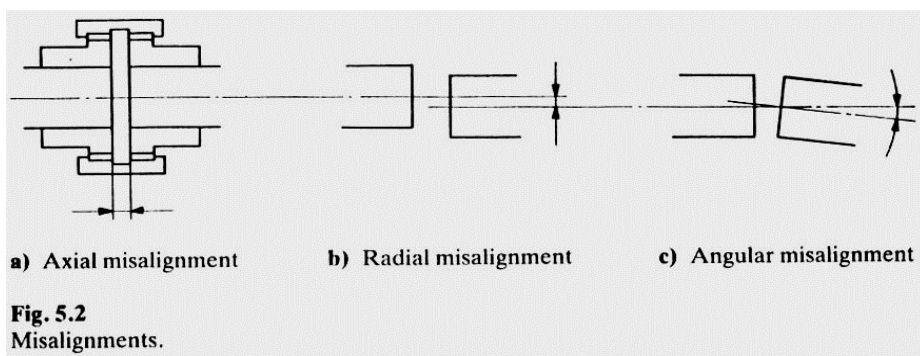 a) Axial misalignment
b) Radial misalignment
c) Angular misalignment
Fig. 5.2
Misalignments.